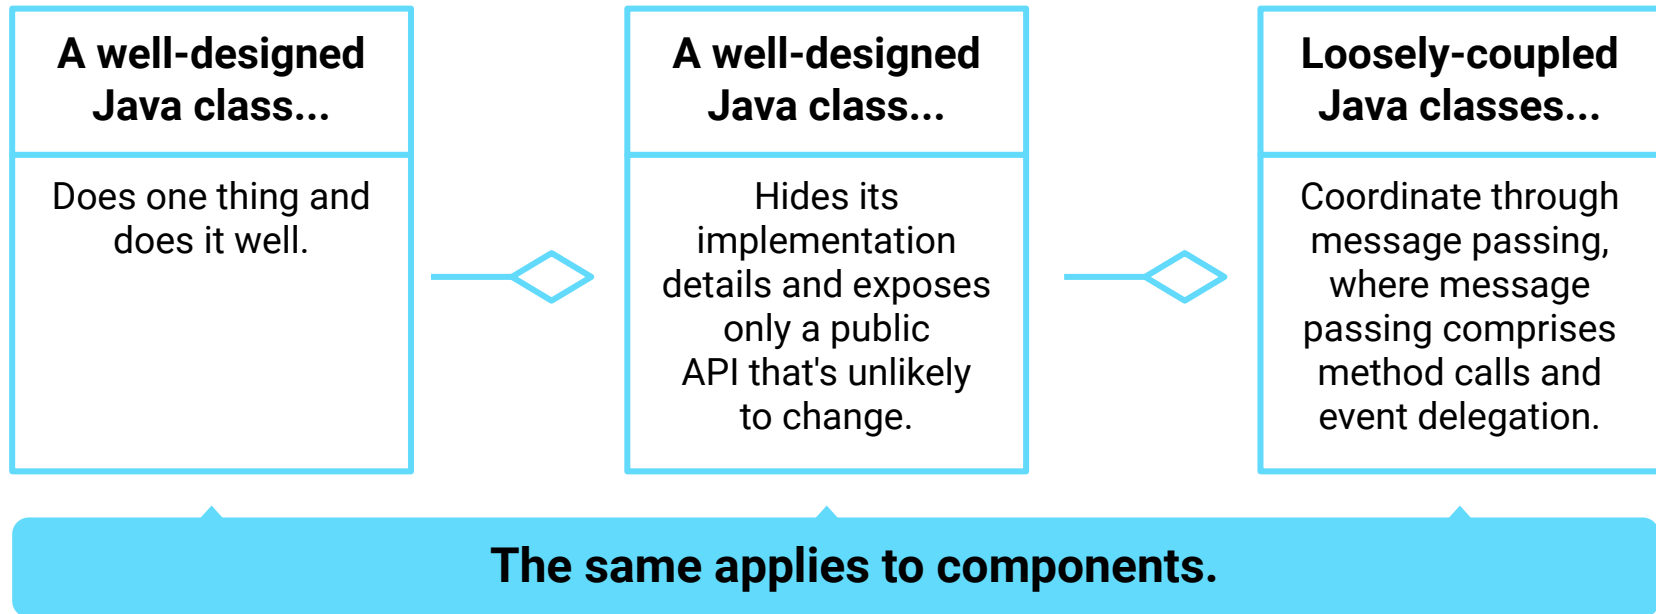 A well-designed
Java class...
Does one thing and
does it well.
A well-designed
Java class...
Hides its
implementation
details and exposes
only a public
API that's unlikely
to change.
Loosely-coupled
Java classes...
Coordinate through
message passing,
where message
passing comprises
method calls and
event delegation.
The same applies to components.